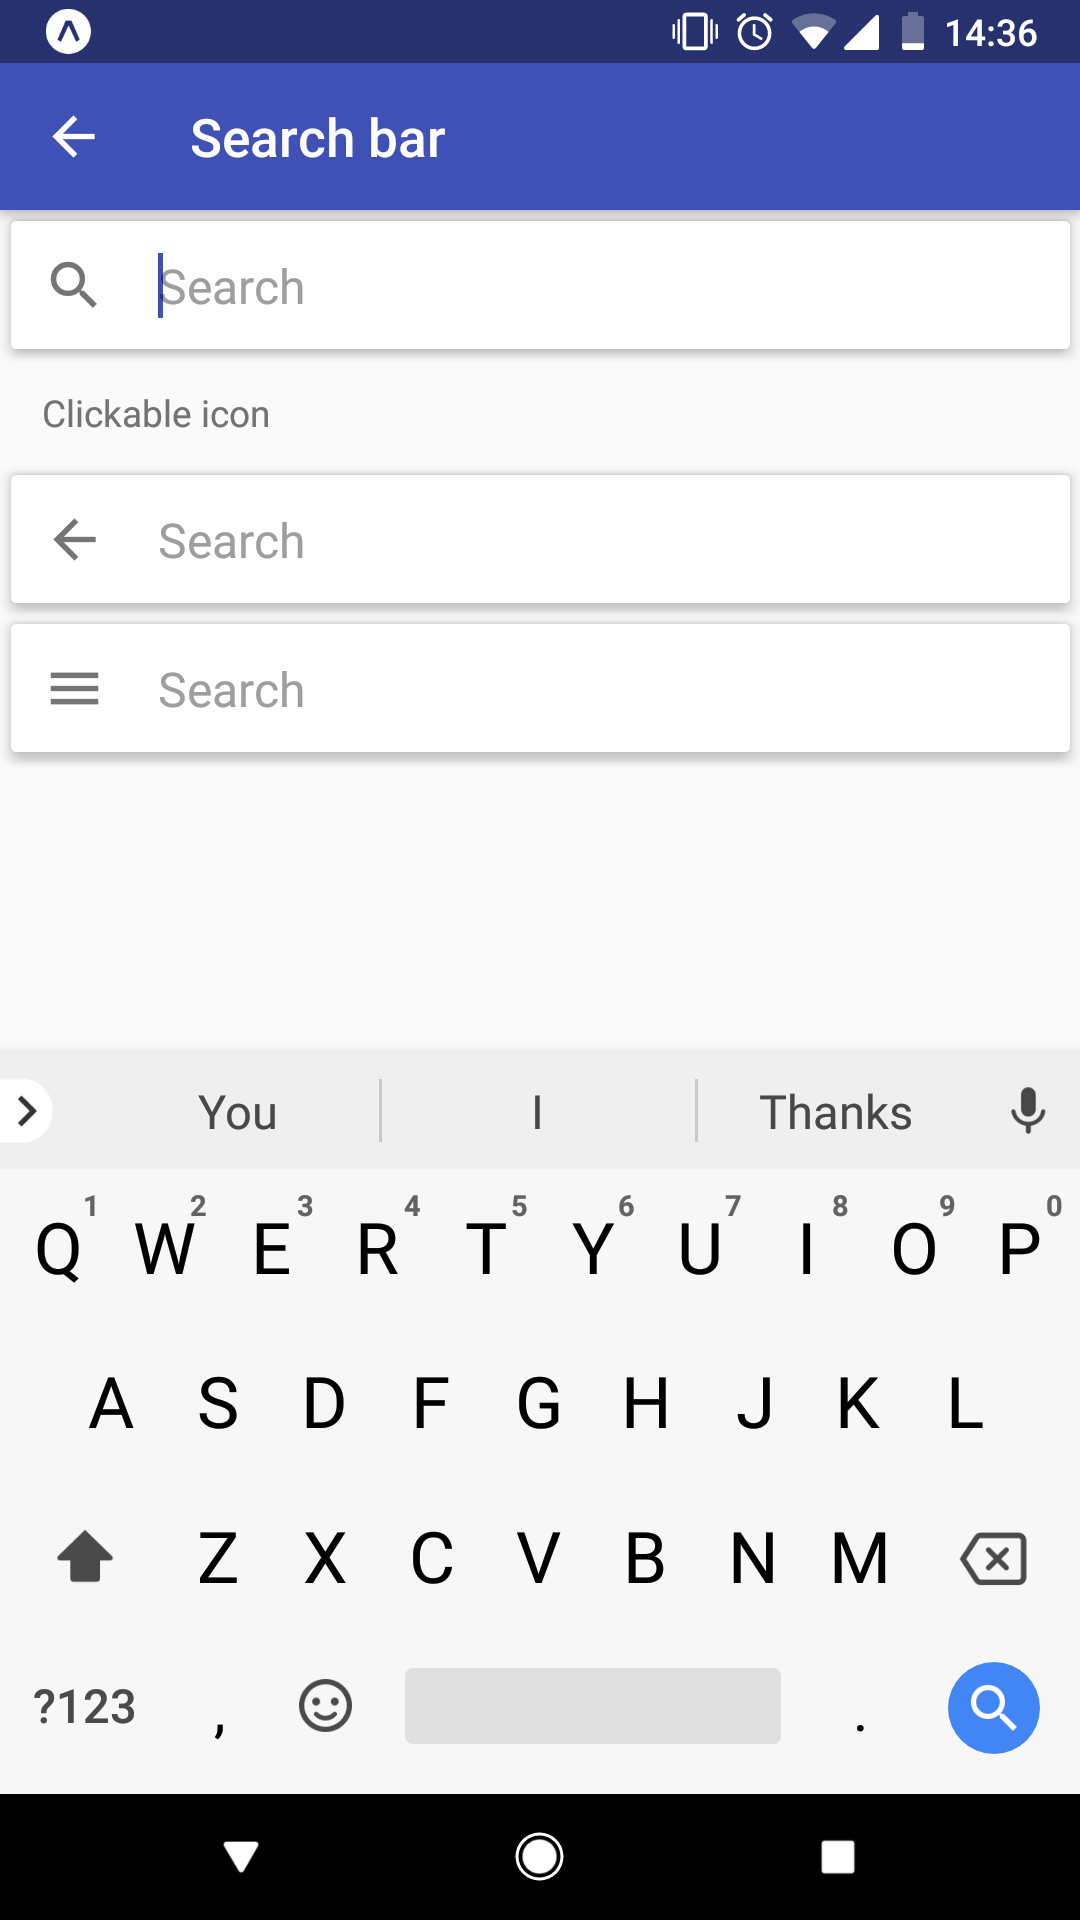 14:36
Search bar
Search
Clickable icon
Search
Search
You I Thanks
1 2 3 4 5 6 7 8 9 0
Q W E R T Y U I O P
A S D F G H J K L
Z X C V B N M
?123 , .